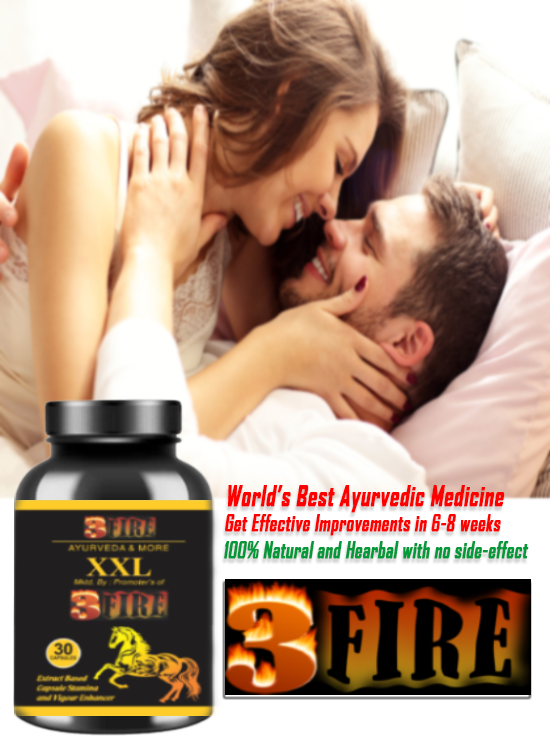 World's Best Ayurvedic Medicine
Get Effective Improvements in 6-8 weeks
100% Natural and Hearbal with no side-effect
3 FIRE
3 FIRE
AYURVEDA & MORE
XXL
Mktd. By : Promoter's of
3 FIRE
30
CAPSULES
Extract Based
Capsule Stamina
and Vigour Enhancer